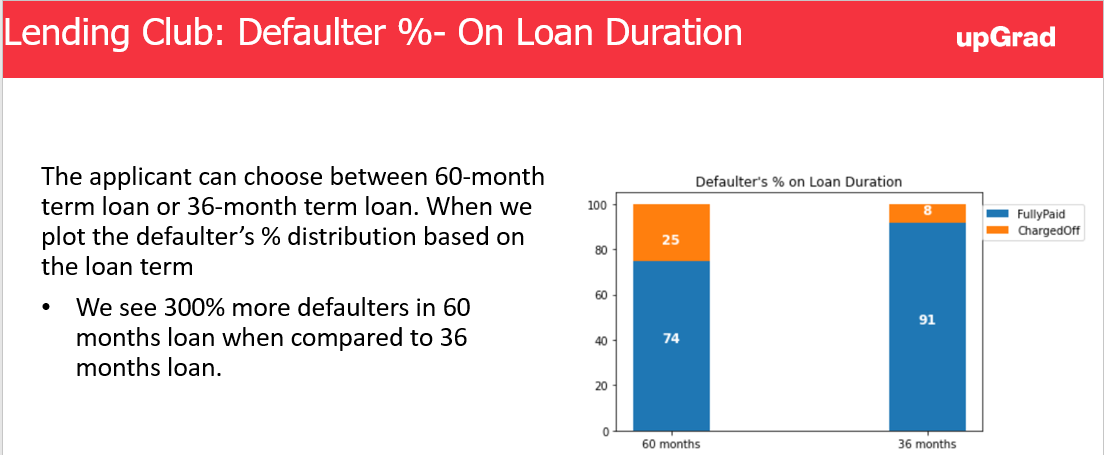 Lending Club: Defaulter %- On Loan Duration
upGrad
The applicant can choose between 60-month
term loan or 36-month term loan. When we
plot the defaulter’s % distribution based on
the loan term
• We see 300% more defaulters in 60
months loan when compared to 36
months loan.
Defaulter's % on Loan Duration
100
80
60
40
20
0
25
74
8
91
60 months
36 months
FullyPaid
ChargedOff